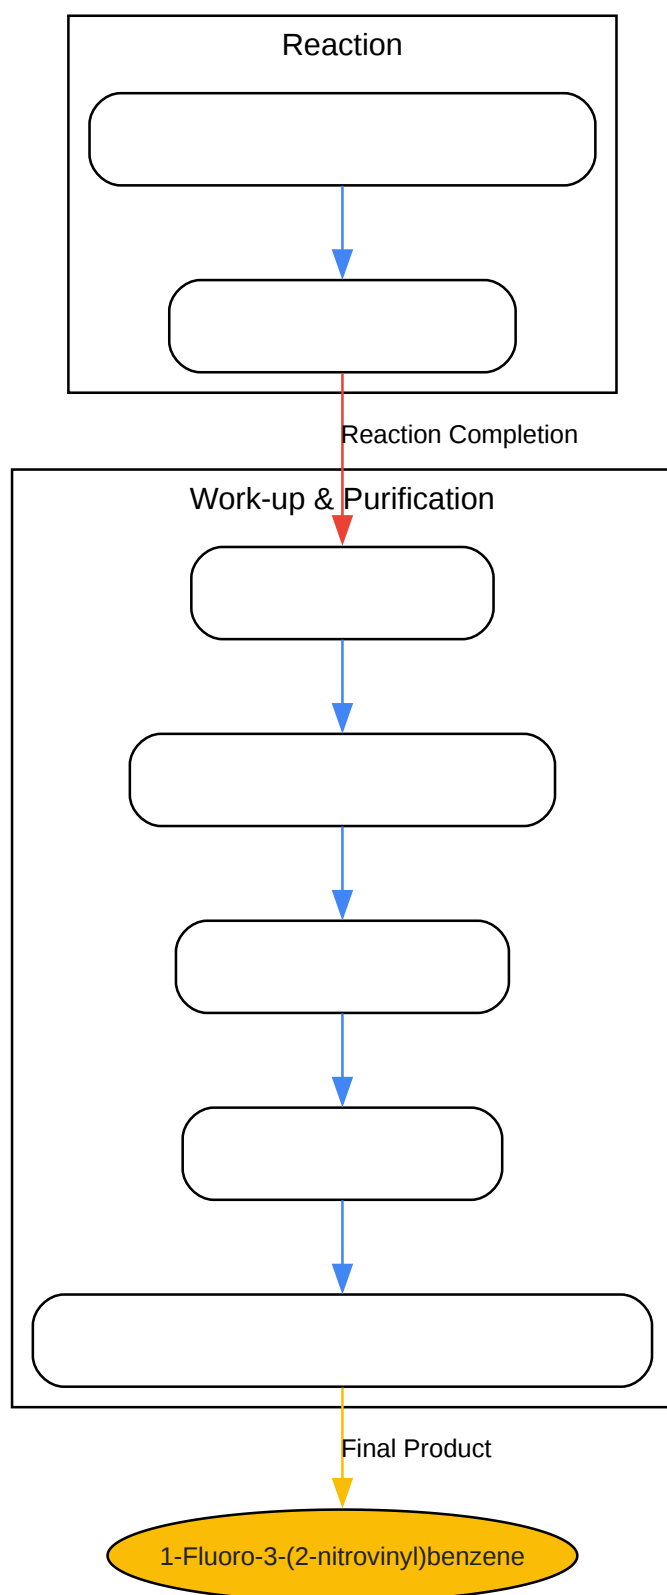 Reaction
Reaction Completion
Work-up & Purification
Final Product
1-Fluoro-3-(2-nitrovinyl)benzene